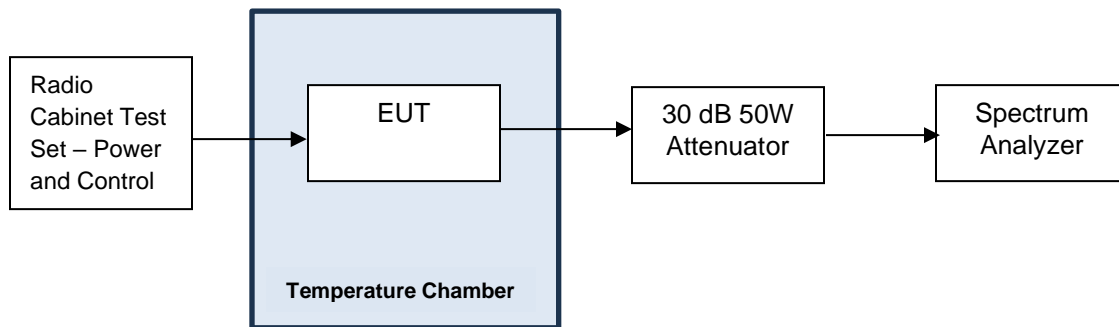 Radio
Cabinet Test
Set – Power
and Control
EUT
30 dB 50W
Attenuator
Spectrum
Analyzer
Temperature Chamber